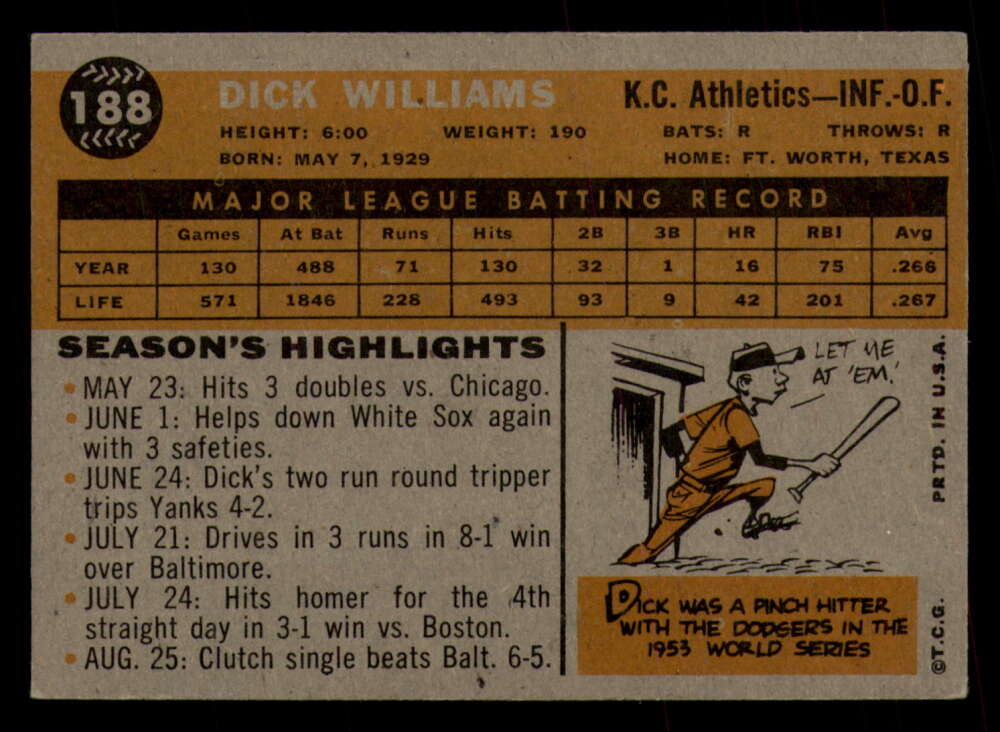 188
DICK WILLIAMS
K.C. Athletics—INF.-O.F.
HEIGHT: 6:00 WEIGHT: 190 BATS: R THROWS: R
BORN: MAY 7, 1929 HOME: FT. WORTH, TEXAS
MAJOR LEAGUE BATTING RECORD
Games At Bat Runs Hits 2B 3B HR RBI Avg
YEAR 130 488 71 130 32 1 16 75 .266
LIFE 571 1846 228 493 93 9 42 201 .267
SEASON'S HIGHLIGHTS
• MAY 23: Hits 3 doubles vs. Chicago.
• JUNE 1: Helps down White Sox again
with 3 safeties.
• JUNE 24: Dick's two run round tripper
trips Yanks 4-2.
• JULY 21: Drives in 3 runs in 8-1 win
over Baltimore.
• JULY 24: Hits homer for the 4th
straight day in 3-1 win vs. Boston.
• AUG. 25: Clutch single beats Balt. 6-5.
LET ME
AT 'EM.'
DICK WAS A PINCH HITTER
WITH THE DODGERS IN THE
1953 WORLD SERIES
©T.C.G. PRTD. IN U.S.A.